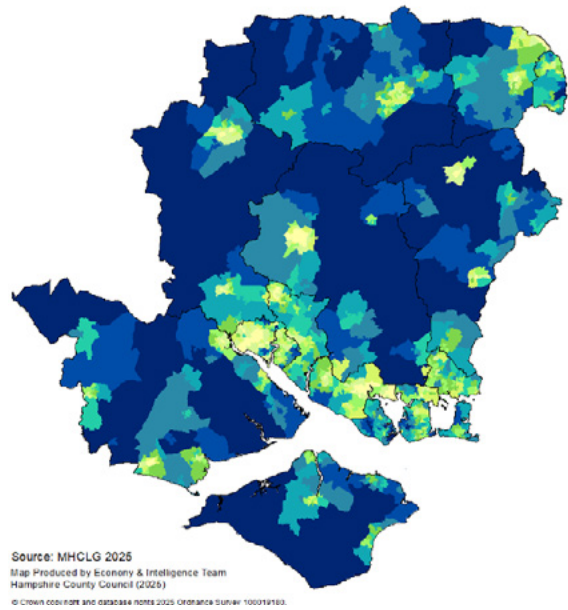 Source: MHCLG 2025
Map Produced by Economy & Intelligence Team
Hampshire County Council (2025)
© Crown copyright and database rights 2025 Ordnance Survey 100019180.